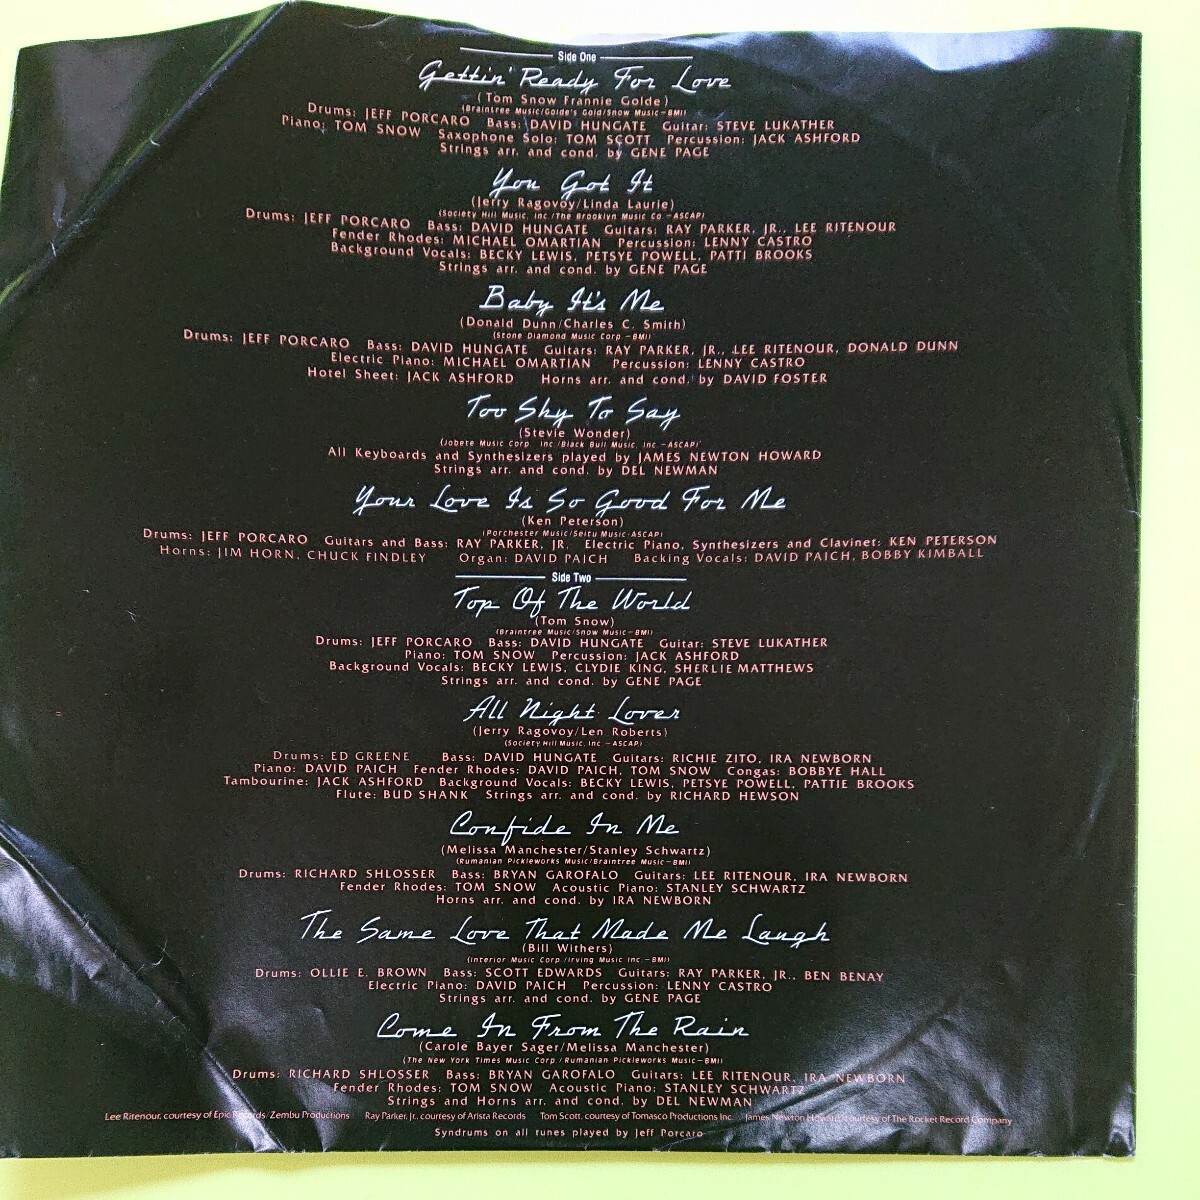 Side One
Gettin' Ready For Love
(Tom Snow Frannie Golde)
(Braintree Music/Golde's Gold/Snow Music–BMI)
Drums: JEFF PORCARO Bass: DAVID HUNGATE Guitar: STEVE LUKATHER
Piano: TOM SNOW Saxophone Solo: TOM SCOTT Percussion: JACK ASHFORD
Strings arr. and cond. by GENE PAGE
You Got It
(Jerry Ragovoy/Linda Laurie)
(Society Hill Music, Inc./The Brooklyn Music Co.–ASCAP)
Drums: JEFF PORCARO Bass: DAVID HUNGATE Guitars: RAY PARKER, JR., LEE RITENOUR
Fender Rhodes: MICHAEL OMARTIAN Percussion: LENNY CASTRO
Background Vocals: BECKY LEWIS, PETSYE POWELL, PATTI BROOKS
Strings arr. and cond. by GENE PAGE
Baby It's Me
(Donald Dunn/Charles C. Smith)
(Stone Diamond Music Corp.–BMI)
Drums: JEFF PORCARO Bass: DAVID HUNGATE Guitars: RAY PARKER, JR., LEE RITENOUR, DONALD DUNN
Electric Piano: MICHAEL OMARTIAN Percussion: LENNY CASTRO
Hotel Sheet: JACK ASHFORD Horns arr. and cond. by DAVID FOSTER
Too Shy To Say
(Stevie Wonder)
(Jobete Music Corp. Inc./Black Bull Music, Inc.–ASCAP)
All Keyboards and Synthesizers played by JAMES NEWTON HOWARD
Strings arr. and cond. by DEL NEWMAN
Your Love Is So Good For Me
(Ken Peterson)
(Porchester Music/Seitu Music-ASCAP)
Drums: JEFF PORCARO Guitars and Bass: RAY PARKER, JR. Electric Piano, Synthesizers and Clavinet: KEN PETERSON
Horns: JIM HORN, CHUCK FINDLEY Organ: DAVID PAICH Backing Vocals: DAVID PAICH, BOBBY KIMBALL
Side Two
Top Of The World
(Tom Snow)
(Braintree Music/Snow Music–BMI)
Drums: JEFF PORCARO Bass: DAVID HUNGATE Guitar: STEVE LUKATHER
Piano: TOM SNOW Percussion: JACK ASHFORD
Background Vocals: BECKY LEWIS, CLYDIE KING, SHERLIE MATTHEWS
Strings arr. and cond. by GENE PAGE
All Night Lover
(Jerry Ragovoy/Len Roberts)
(Society Hill Music, Inc.–ASCAP)
Drums: ED GREENE Bass: DAVID HUNGATE Guitars: RICHIE ZITO, IRA NEWBORN
Piano: DAVID PAICH Fender Rhodes: DAVID PAICH, TOM SNOW Congas: BOBBYE HALL
Tambourine: JACK ASHFORD Background Vocals: BECKY LEWIS, PETSYE POWELL, PATTIE BROOKS
Flute: BUD SHANK Strings arr. and cond. by RICHARD HEWSON
Confide In Me
(Melissa Manchester/Stanley Schwartz)
(Rumanian Pickleworks Music/Braintree Music–BMI)
Drums: RICHARD SHLOSSER Bass: BRYAN GAROFALO Guitars: LEE RITENOUR, IRA NEWBORN
Fender Rhodes: TOM SNOW Acoustic Piano: STANLEY SCHWARTZ
Horns arr. and cond. by IRA NEWBORN
The Same Love That Made Me Laugh
(Bill Withers)
(Interior Music Corp./Irving Music Inc.–BMI)
Drums: OLLIE E. BROWN Bass: SCOTT EDWARDS Guitars: RAY PARKER, JR., BEN BENAY
Electric Piano: DAVID PAICH Percussion: LENNY CASTRO
Strings arr. and cond. by GENE PAGE
Come In From The Rain
(Carole Bayer Sager/Melissa Manchester)
(The New York Times Music Corp./Rumanian Pickleworks Music–BMI)
Drums: RICHARD SHLOSSER Bass: BRYAN GAROFALO Guitars: LEE RITENOUR, IRA NEWBORN
Fender Rhodes: TOM SNOW Acoustic Piano: STANLEY SCHWARTZ
Strings and Horns arr. and cond. by DEL NEWMAN
Lee Ritenour, courtesy of Epic Records/Zembu Productions Ray Parker, Jr., courtesy of Arista Records Tom Scott, courtesy of Tomasco Productions Inc. James Newton Howard, courtesy of The Rocket Record Company
Syndrums on all tunes played by Jeff Porcaro